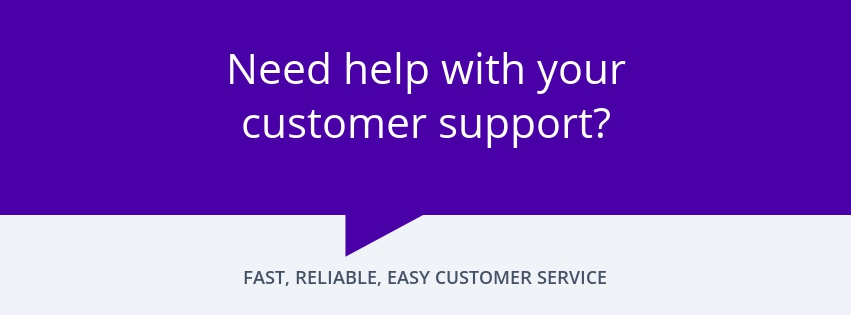 Need help with your
customer support?
FAST, RELIABLE, EASY CUSTOMER SERVICE